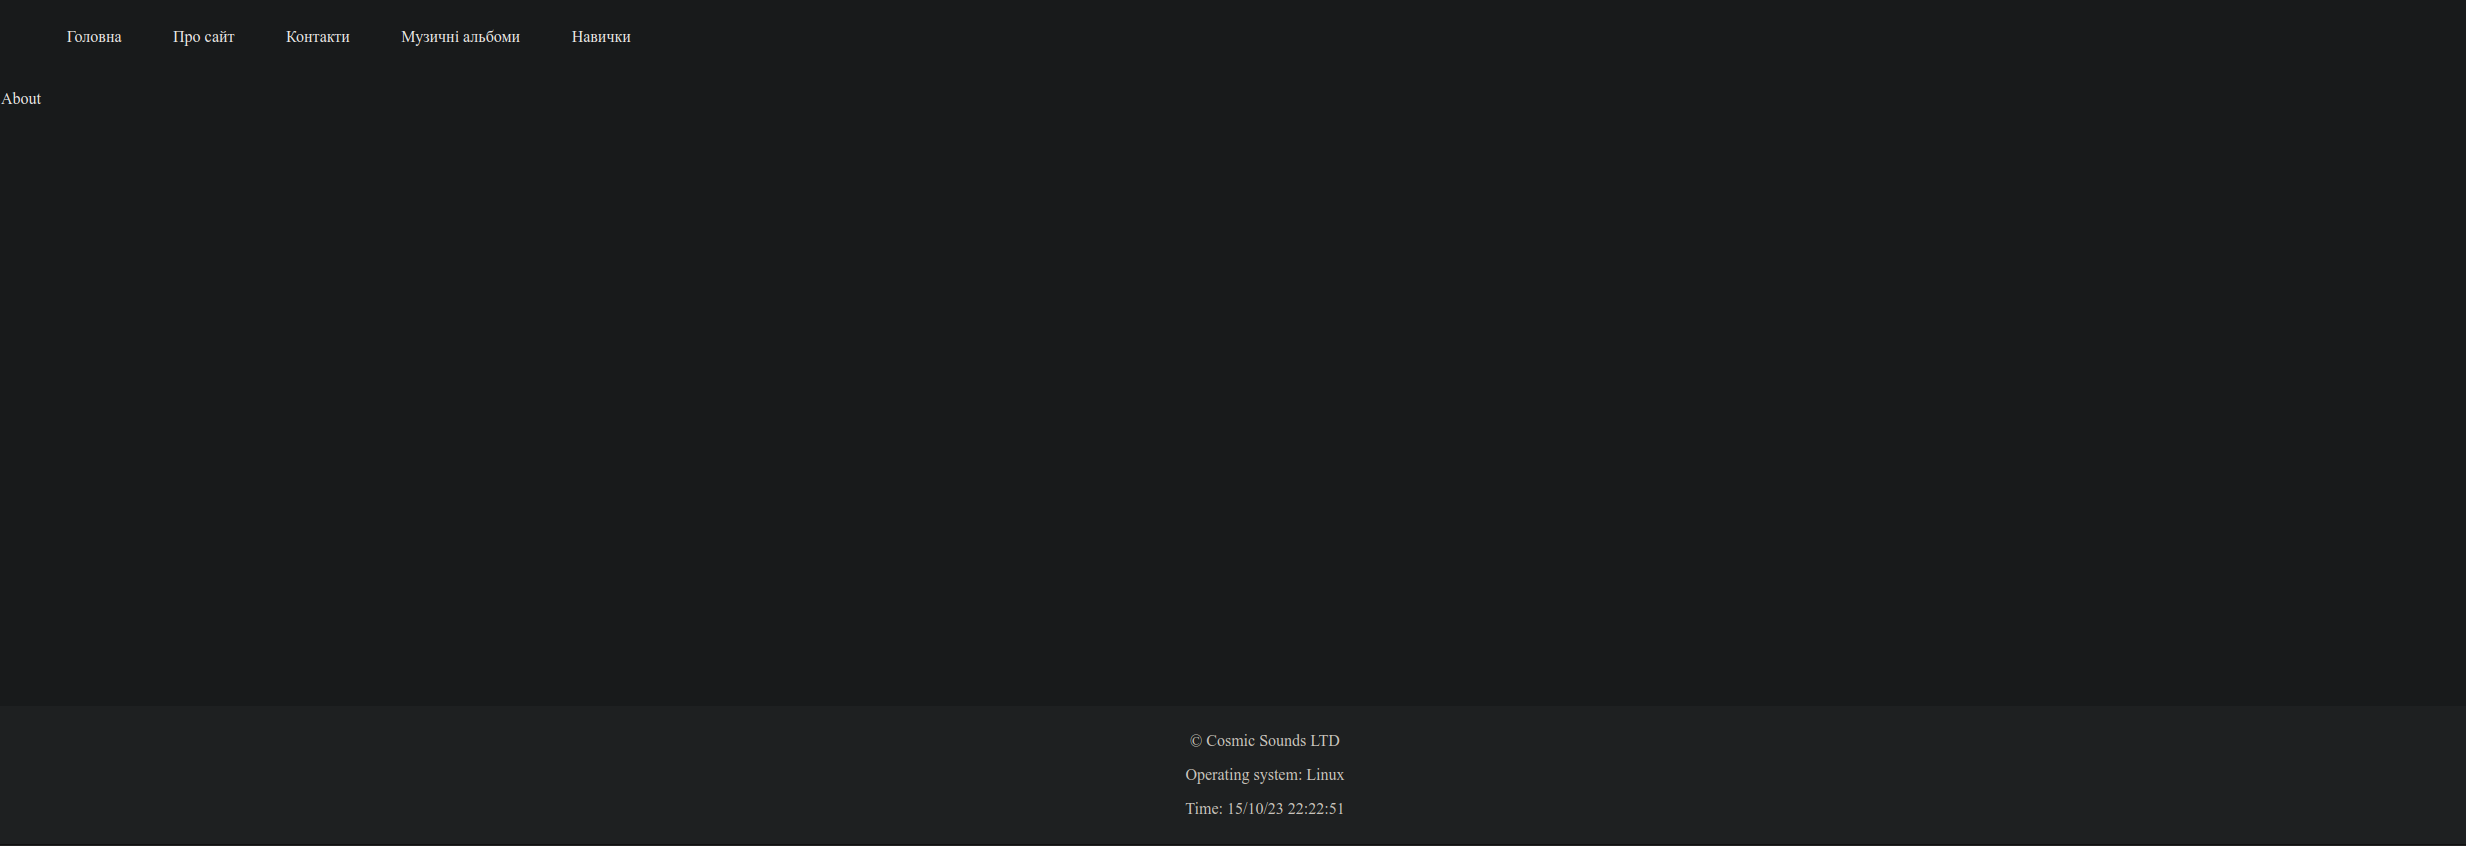 Головна Про сайт Контакти Музичні альбоми Навички
About
© Cosmic Sounds LTD
Operating system: Linux
Time: 15/10/23 22:22:51